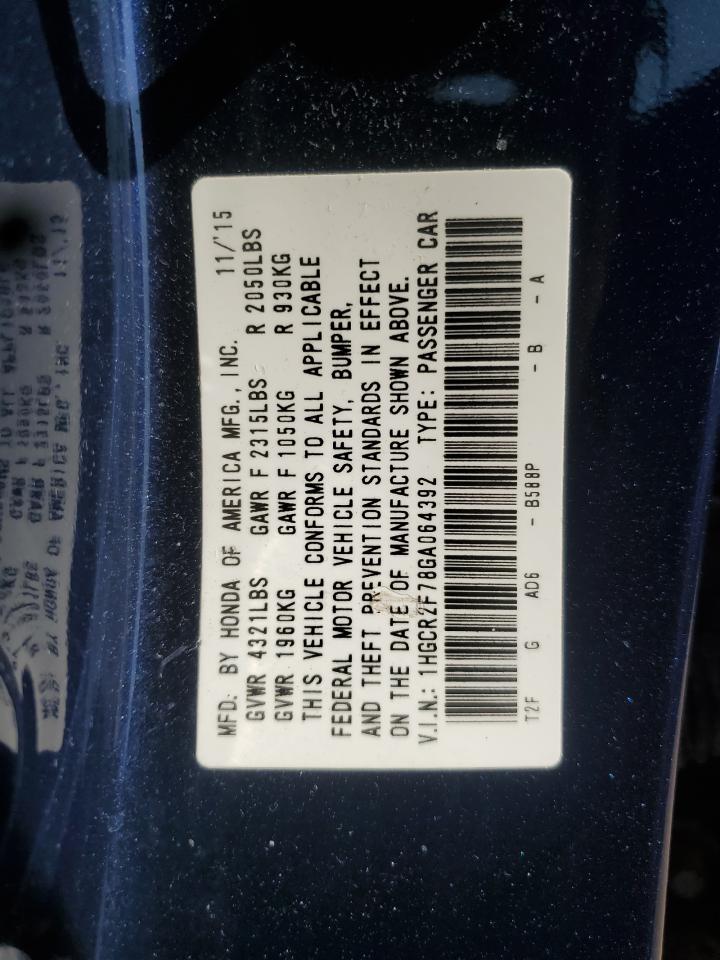 MFD. BY HONDA OF AMERICA MFG., INC. 11/'15
GVWR 4321LBS GAWR F 2315LBS R 2050LBS
GVWR 1960KG GAWR F 1050KG R 930KG
THIS VEHICLE CONFORMS TO ALL APPLICABLE
FEDERAL MOTOR VEHICLE SAFETY, BUMPER,
AND THEFT PREVENTION STANDARDS IN EFFECT
ON THE DATE OF MANUFACTURE SHOWN ABOVE.
V.I.N.: 1HGCR2F78GA064392 TYPE: PASSENGER CAR
T2F G AD6 - B588P - B - A